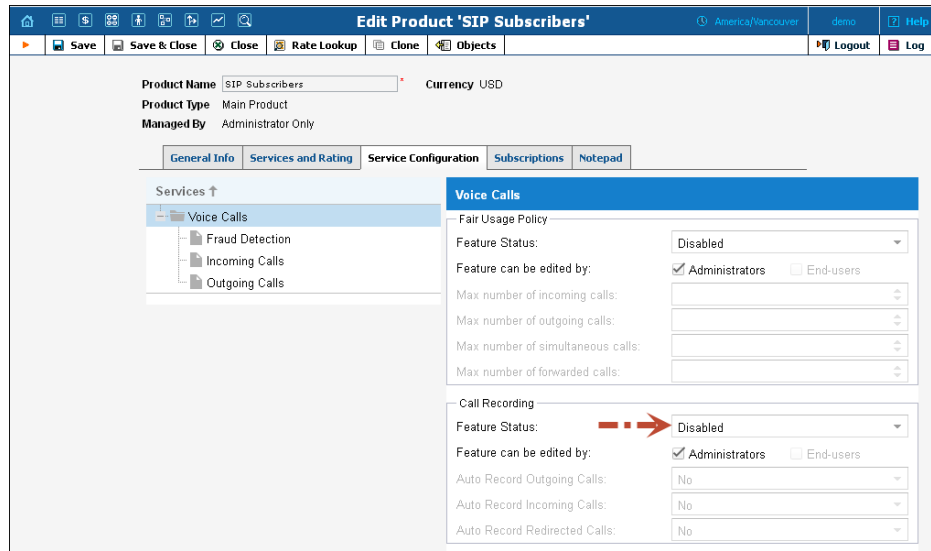 Edit Product 'SIP Subscribers' America/Vancouver demo ? Help
Save Save & Close Close Rate Lookup Clone Objects Logout Log
Product Name SIP Subscribers * Currency USD
Product Type Main Product
Managed By Administrator Only
General Info Services and Rating Service Configuration Subscriptions Notepad
Services
Voice Calls
Fraud Detection
Incoming Calls
Outgoing Calls
Voice Calls
Fair Usage Policy
Feature Status: Disabled
Feature can be edited by: Administrators End-users
Max number of incoming calls:
Max number of outgoing calls:
Max number of simultaneous calls:
Max number of forwarded calls:
Call Recording
Feature Status: Disabled
Feature can be edited by: Administrators End-users
Auto Record Outgoing Calls: No
Auto Record Incoming Calls: No
Auto Record Redirected Calls: No